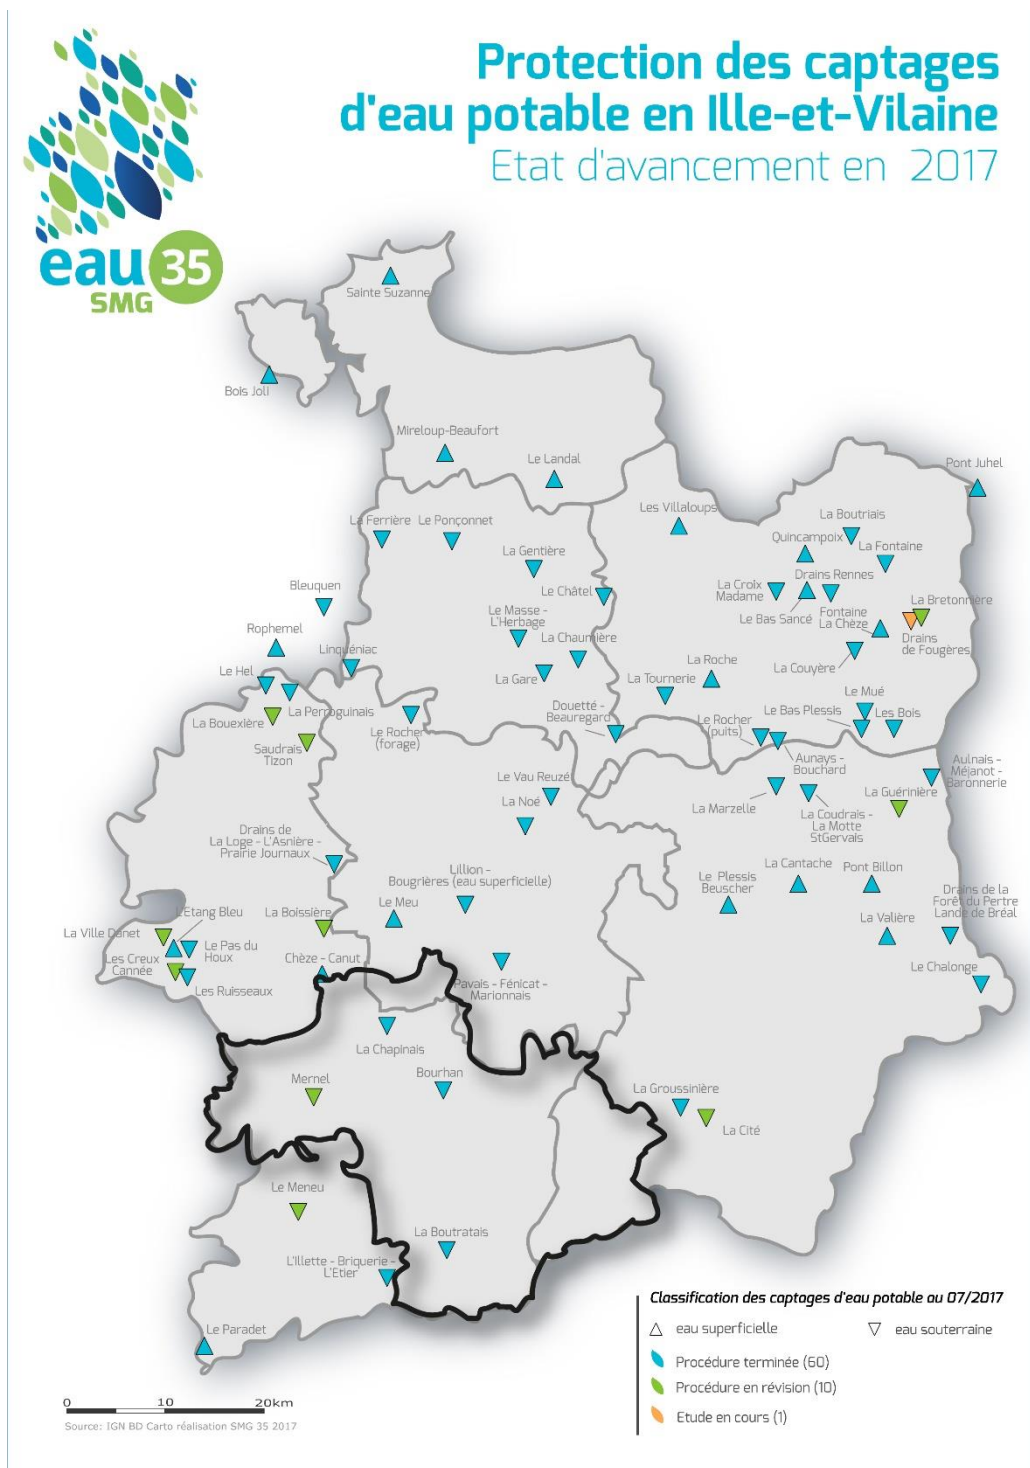 Protection des captages
d'eau potable en Ille-et-Vilaine
Etat d'avancement en 2017
eau 35
SMG
Sainte Suzanne
Bois Joli
Mireloup-Beaufort
Le Landal
Pont Juhel
Les Villaloups
La Boutriais
La Ferrière
Le Ponçonnet
Quincampoix
La Fontaine
La Gentière
Drains Rennes
Bleuquen
Le Châtel
La Croix
Madame
La Bretonnière
Le Masse -
L'Herbage
Le Bas Sancé
Fontaine
La Chèze
Rophemel
La Chaumière
Drains
de Fougères
Linquéniac
La Roche
La Couyère
Le Hel
La Gare
La Tournerie
Le Mué
La Perroguinais
Douetté -
Beauregard
Le Bas Plessis
Les Bois
La Bouexière
Le Rocher
(forage)
Le Rocher
(puits)
Saudrais
Tizon
Aunays -
Bouchard
Aulnais -
Méjanot -
Baronnerie
Le Vau Reuzé
La Noé
La Marzelle
La Guérinière
La Coudrais -
La Motte
StGervais
Drains de
La Loge - L'Asnière -
Prairie Journaux
Lillion -
Bougrières (eau superficielle)
La Cantache
Pont Billon
Le Plessis
Beuscher
Drains de la
Forêt du Pertre
Lande de Bréal
Le Meu
L'Etang Bleu
La Boissière
La Valière
La Ville Danet
Le Pas du
Houx
Les Creux
Cannée
Chèze - Canut
Le Chalonge
Les Ruisseaux
Pavais - Fénicat -
Marionnais
La Chapinais
Mernel
Bourhan
La Groussinière
La Cité
Le Meneu
La Boutratais
L'Illette - Briquerie -
L'Etier
Le Paradet
Classification des captages d'eau potable au 07/2017
eau superficielle
eau souterraine
Procédure terminée (60)
Procédure en révision (10)
Etude en cours (1)
0 10 20km
Source: IGN BD Carto réalisation SMG 35 2017